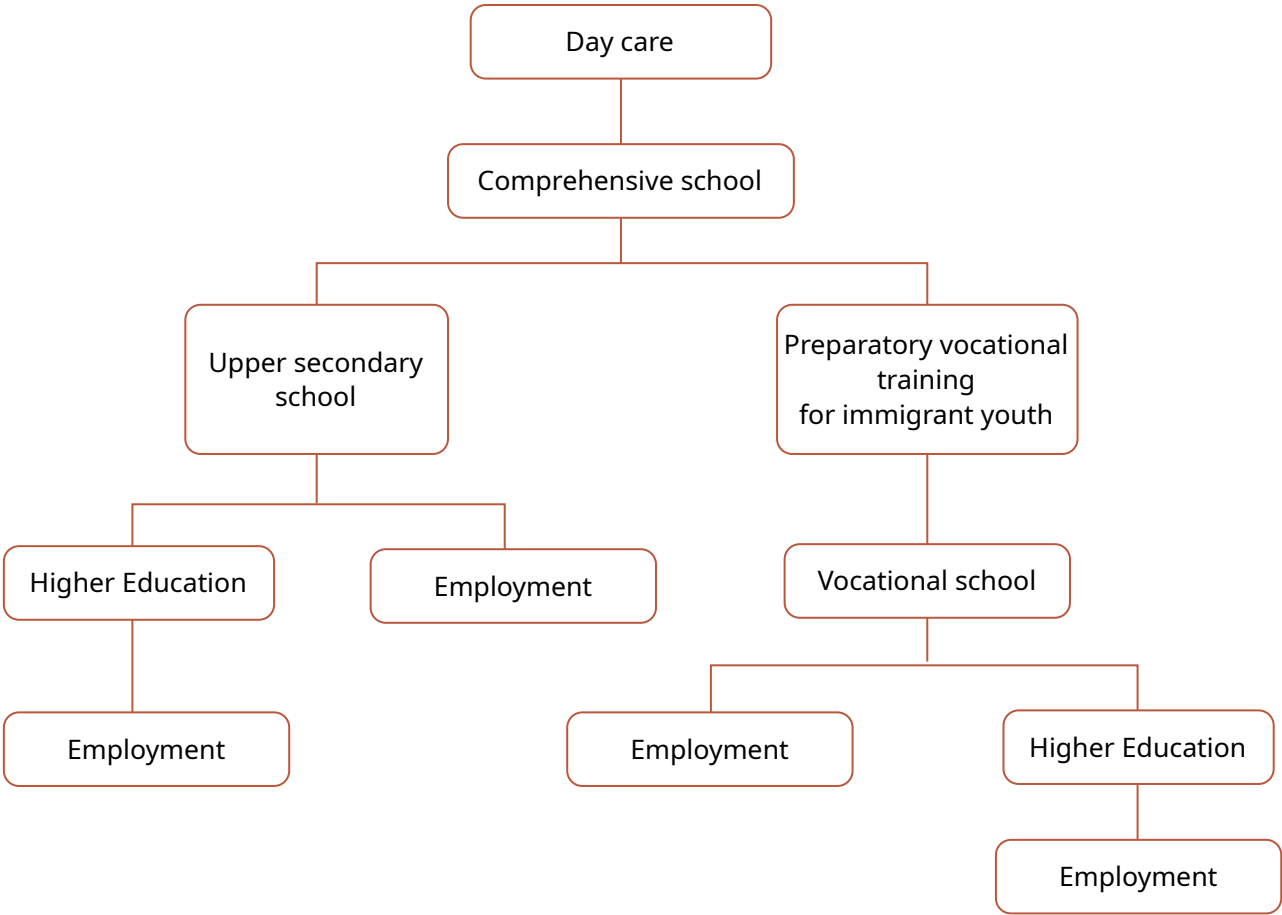 Day care
Comprehensive school
Upper secondary
school
Preparatory vocational
training
for immigrant youth
Higher Education
Employment
Vocational school
Employment
Employment
Higher Education
Employment